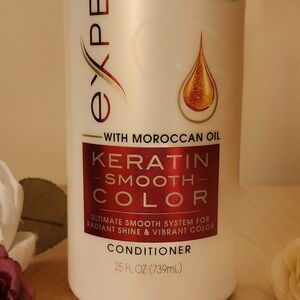 eXPE
WITH MOROCCAN OIL
KERATIN
SMOOTH
COLOR
ULTIMATE SMOOTH SYSTEM FOR
RADIANT SHINE & VIBRANT COLOR
CONDITIONER
25 FL OZ (739mL)